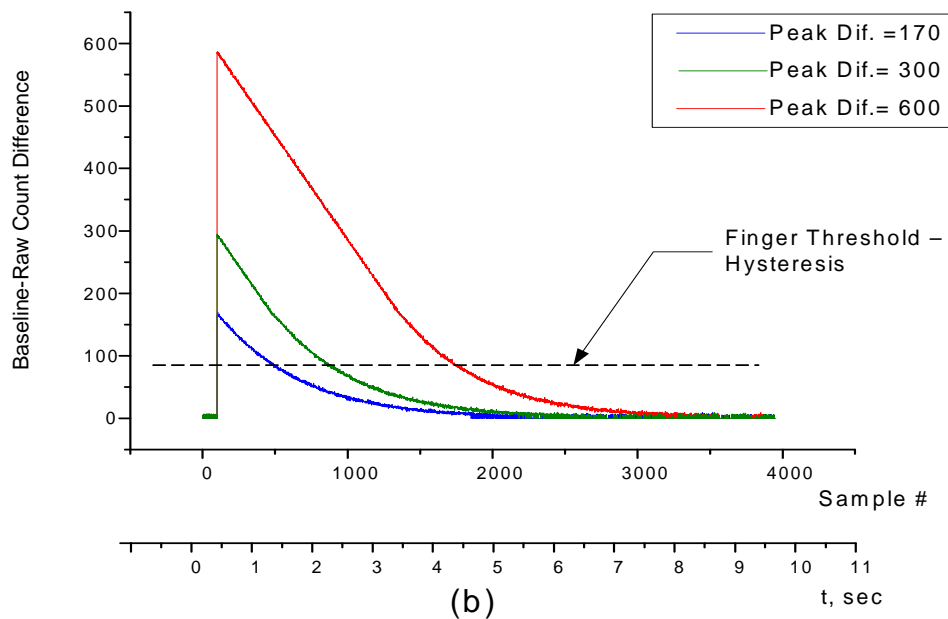 Peak Dif. =170
Peak Dif.= 300
Peak Dif.= 600
Baseline-Raw Count Difference
600
500
400
300
200
100
0
Finger Threshold –
Hysteresis
0 1000 2000 3000 4000
Sample #
0 1 2 3 4 5 6 7 8 9 10 11
(b)
t, sec